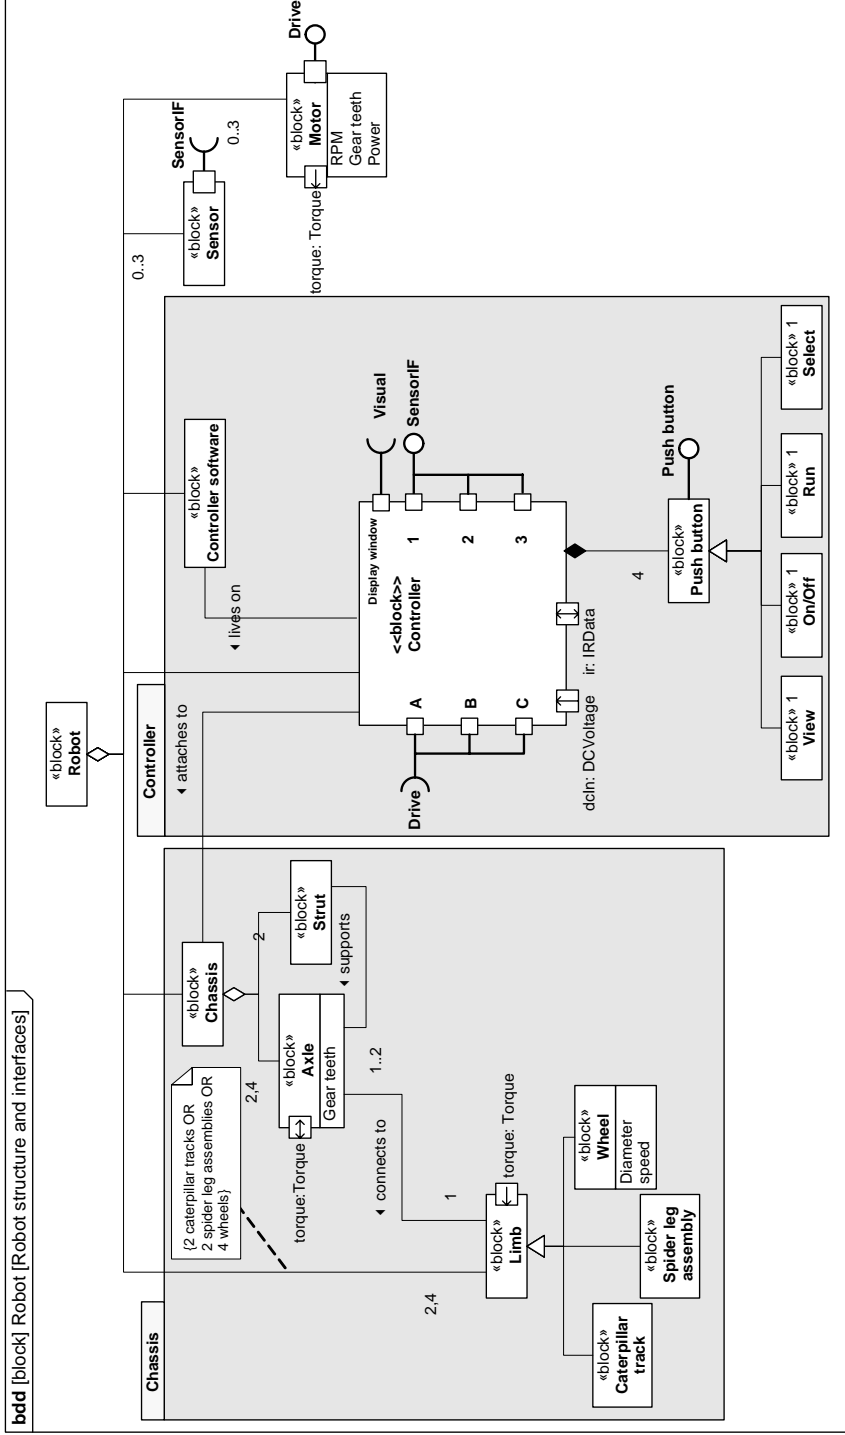 bdd [block] Robot [Robot structure and interfaces]
«block»
Robot
Chassis
Controller
◄ attaches to
«block»
Chassis
{2 caterpillar tracks OR
2 spider leg assemblies OR
4 wheels}
2,4
2
«block»
Axle
Gear teeth
torque:Torque
«block»
Strut
◄ supports
1..2
◄ connects to
1
2,4
«block»
Limb
torque: Torque
«block»
Caterpillar
track
«block»
Spider leg
assembly
«block»
Wheel
Diameter
speed
«block»
Controller software
◄ lives on
Display window
<<block>>
Controller
A
B
C
1
2
3
Drive
Visual
SensorIF
dcIn: DCVoltage
ir: IRData
4
«block»
Push button
Push button
«block» 1
View
«block» 1
On/Off
«block» 1
Run
«block» 1
Select
0..3
«block»
Sensor
SensorIF
0..3
«block»
Motor
RPM
Gear teeth
Power
torque: Torque
Drive